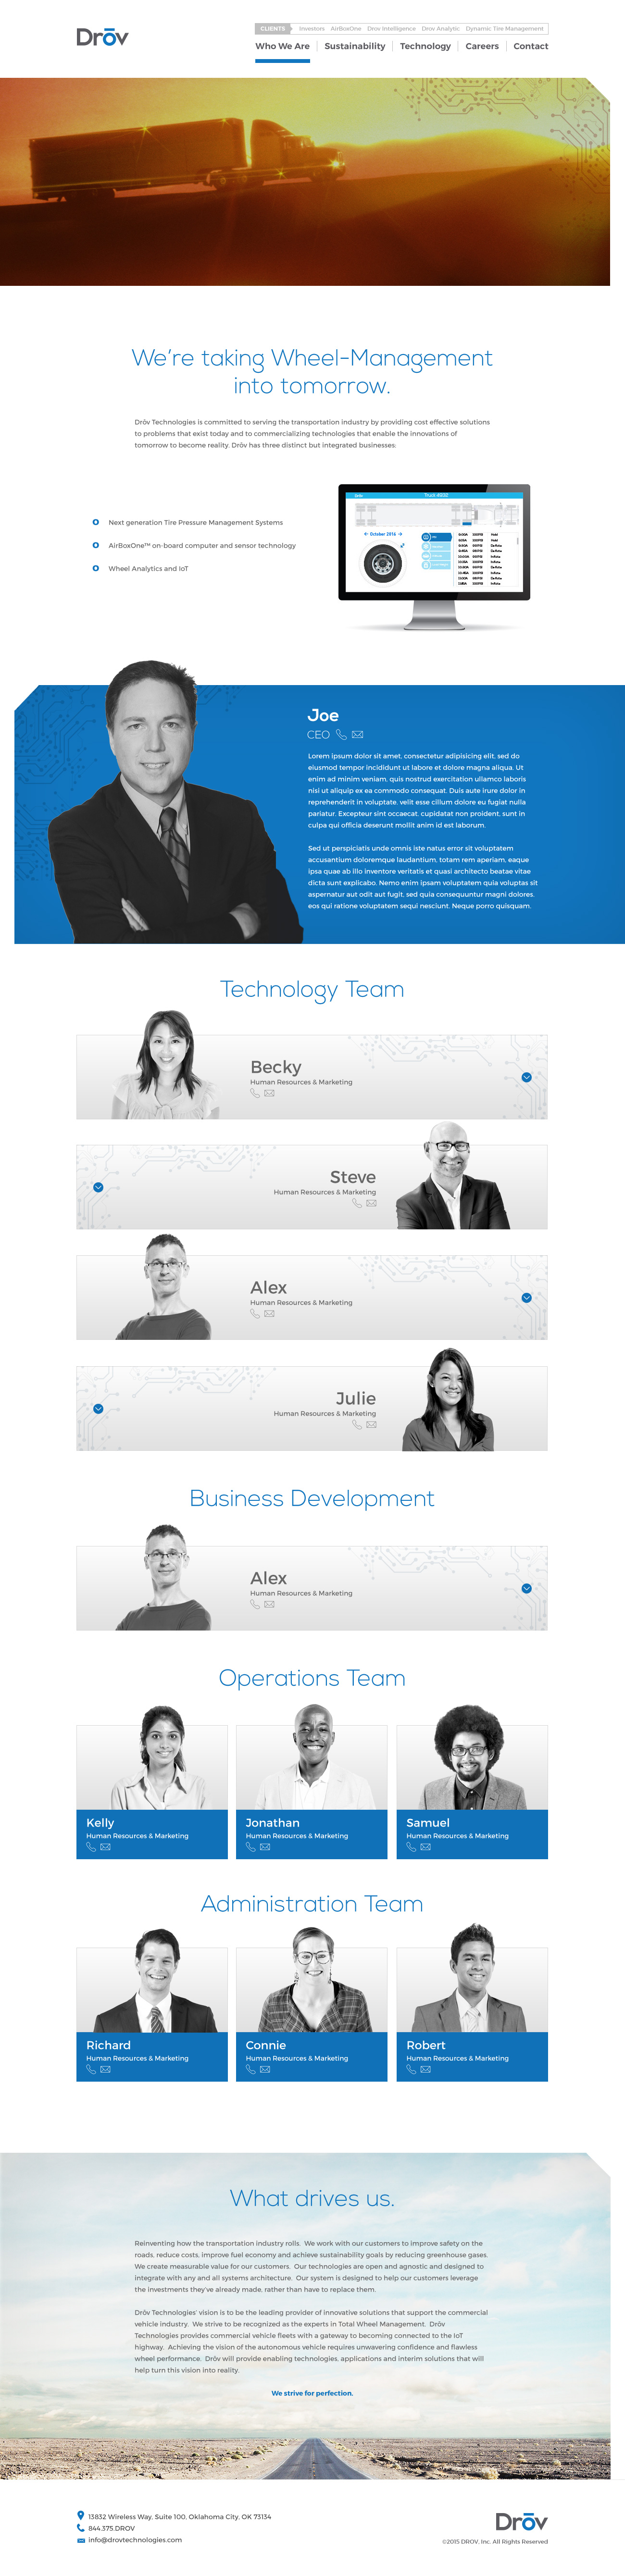 Drōv
CLIENTS Investors AirBoxOne Drov Intelligence Drov Analytic Dynamic Tire Management
Who We Are Sustainability Technology Careers Contact
We're taking Wheel-Management
into tomorrow.
Drōv Technologies is committed to serving the transportation industry by providing cost effective solutions
to problems that exist today and to commercializing technologies that enable the innovations of
tomorrow to become reality. Drōv has three distinct but integrated businesses:
Next generation Tire Pressure Management Systems
AirBoxOne™ on-board computer and sensor technology
Wheel Analytics and IoT
Truck #930
October 2016
Joe
CEO
Lorem ipsum dolor sit amet, consectetur adipisicing elit, sed do
eiusmod tempor incididunt ut labore et dolore magna aliqua. Ut
enim ad minim veniam, quis nostrud exercitation ullamco laboris
nisi ut aliquip ex ea commodo consequat. Duis aute irure dolor in
reprehenderit in voluptate. velit esse cillum dolore eu fugiat nulla
pariatur. Excepteur sint occaecat. cupidatat non proident, sunt in
culpa qui officia deserunt mollit anim id est laborum.
Sed ut perspiciatis unde omnis iste natus error sit voluptatem
accusantium doloremque laudantium, totam rem aperiam, eaque
ipsa quae ab illo inventore veritatis et quasi architecto beatae vitae
dicta sunt explicabo. Nemo enim ipsam voluptatem quia voluptas sit
aspernatur aut odit aut fugit, sed quia consequuntur magni dolores.
eos qui ratione voluptatem sequi nesciunt. Neque porro quisquam.
Technology Team
Becky
Human Resources & Marketing
Steve
Human Resources & Marketing
Alex
Human Resources & Marketing
Julie
Human Resources & Marketing
Business Development
Alex
Human Resources & Marketing
Operations Team
Kelly
Human Resources & Marketing
Jonathan
Human Resources & Marketing
Samuel
Human Resources & Marketing
Administration Team
Richard
Human Resources & Marketing
Connie
Human Resources & Marketing
Robert
Human Resources & Marketing
What drives us.
Reinventing how the transportation industry rolls. We work with our customers to improve safety on the
roads, reduce costs, improve fuel economy and achieve sustainability goals by reducing greenhouse gases.
We create measurable value for our customers. Our technologies are open and agnostic and designed to
integrate with any and all systems architecture. Our system is designed to help our customers leverage
the investments they've already made, rather than have to replace them.
Drōv Technologies' vision is to be the leading provider of innovative solutions that support the commercial
vehicle industry. We strive to be recognized as the experts in Total Wheel Management. Drōv
Technologies provides commercial vehicle fleets with a gateway to becoming connected to the IoT
highway. Achieving the vision of the autonomous vehicle requires unwavering confidence and flawless
wheel performance. Drōv will provide enabling technologies, applications and interim solutions that will
help turn this vision into reality.
We strive for perfection.
13832 Wireless Way, Suite 100, Oklahoma City, OK 73134
844.375.DROV
info@drovtechnologies.com
Drōv
©2015 DROV, Inc. All Rights Reserved